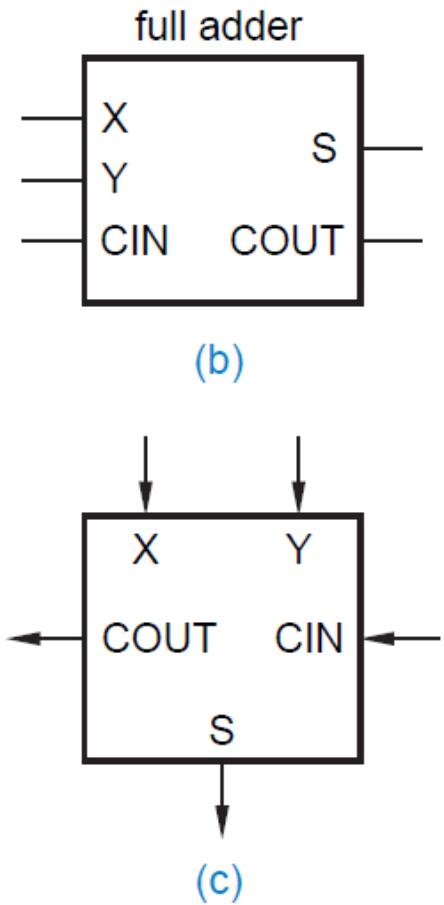 full adder
X
S
Y
CIN COUT
(b)
X Y
COUT CIN
S
(c)